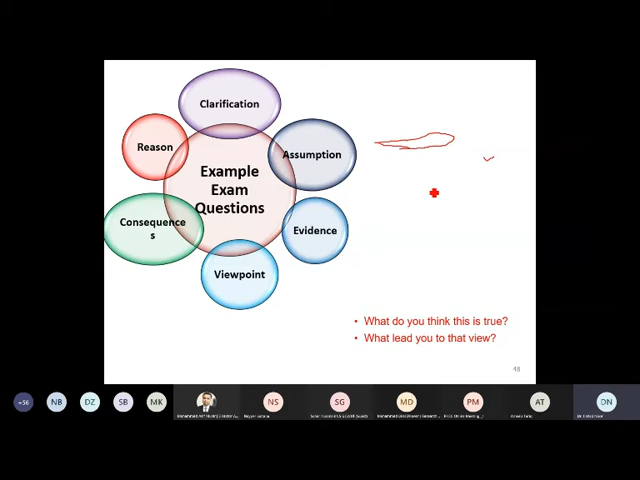 Clarification
Reason
Assumption
Example
Exam
Questions
Consequence
s
Evidence
Viewpoint
• What do you think this is true?
• What lead you to that view?
48
+56
NB
DZ
SB
MK
NS
SG
MD
PM
AT
DN